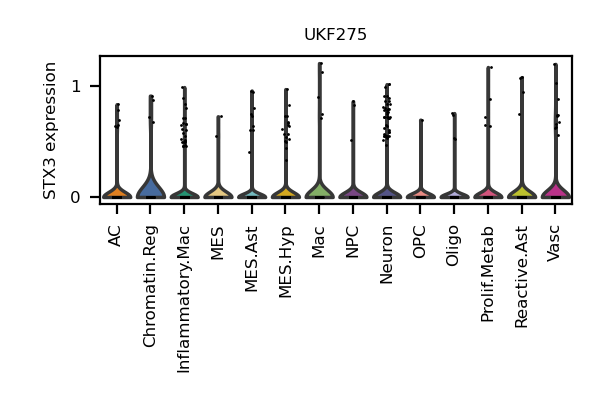 UKF275
STX3 expression
1
0
AC
Chromatin.Reg
Inflammatory.Mac
MES
MES.Ast
MES.Hyp
Mac
NPC
Neuron
OPC
Oligo
Prolif.Metab
Reactive.Ast
Vasc